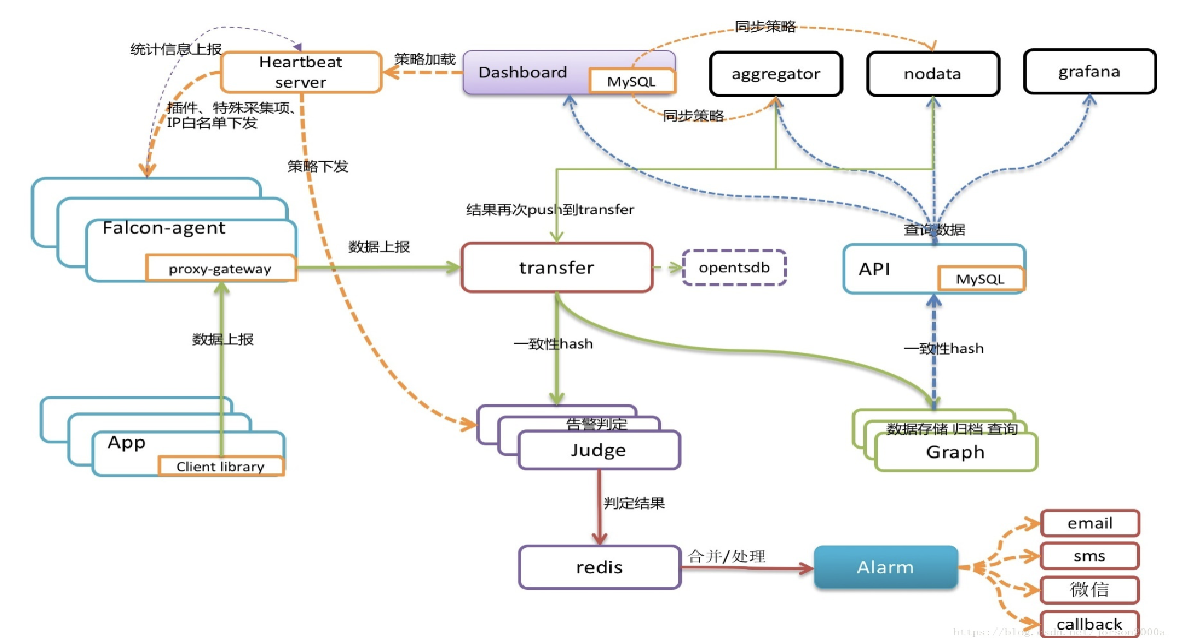 同步策略
统计信息上报
Heartbeat
server
策略加载
Dashboard
MySQL
aggregator
nodata
grafana
同步策略
插件、特殊采集项、
IP白名单下发
策略下发
结果再次push到transfer
Falcon-agent
proxy-gateway
数据上报
transfer
opentsdb
查询数据
API
MySQL
数据上报
一致性hash
一致性hash
App
Client library
告警判定
Judge
数据存储 归档 查询
Graph
判定结果
redis
合并/处理
Alarm
email
sms
微信
callback